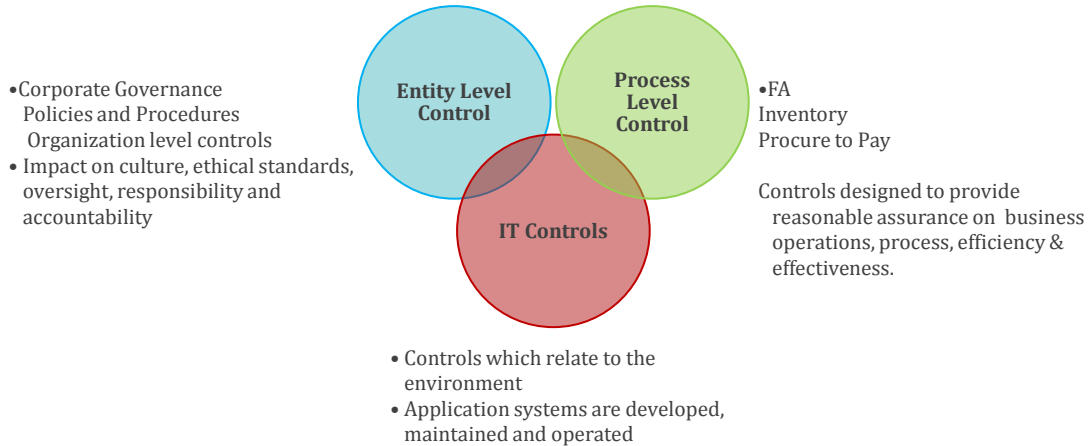 Entity Level
Control
Process
Level
Control
IT Controls
•Corporate Governance
Policies and Procedures
Organization level controls
• Impact on culture, ethical standards,
oversight, responsibility and
accountability
•FA
Inventory
Procure to Pay
Controls designed to provide
reasonable assurance on business
operations, process, efficiency &
effectiveness.
• Controls which relate to the
environment
• Application systems are developed,
maintained and operated